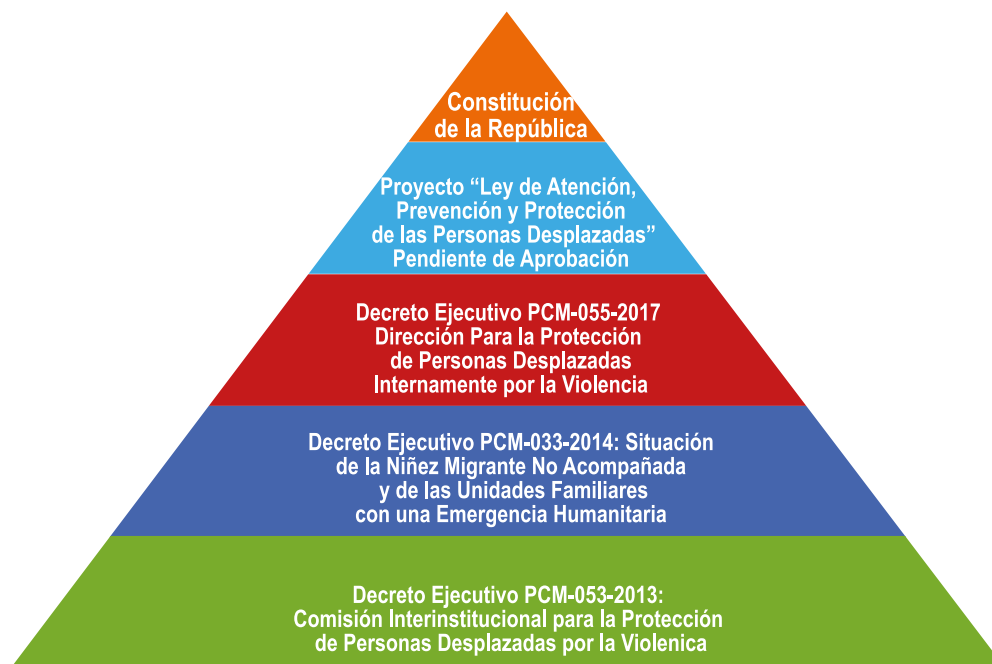 Constitución
de la República
Proyecto “Ley de Atención,
Prevención y Protección
de las Personas Desplazadas”
Pendiente de Aprobación
Decreto Ejecutivo PCM-055-2017
Dirección Para la Protección
de Personas Desplazadas
Internamente por la Violencia
Decreto Ejecutivo PCM-033-2014: Situación
de la Niñez Migrante No Acompañada
y de las Unidades Familiares
con una Emergencia Humanitaria
Decreto Ejecutivo PCM-053-2013:
Comisión Interinstitucional para la Protección
de Personas Desplazadas por la Violenica